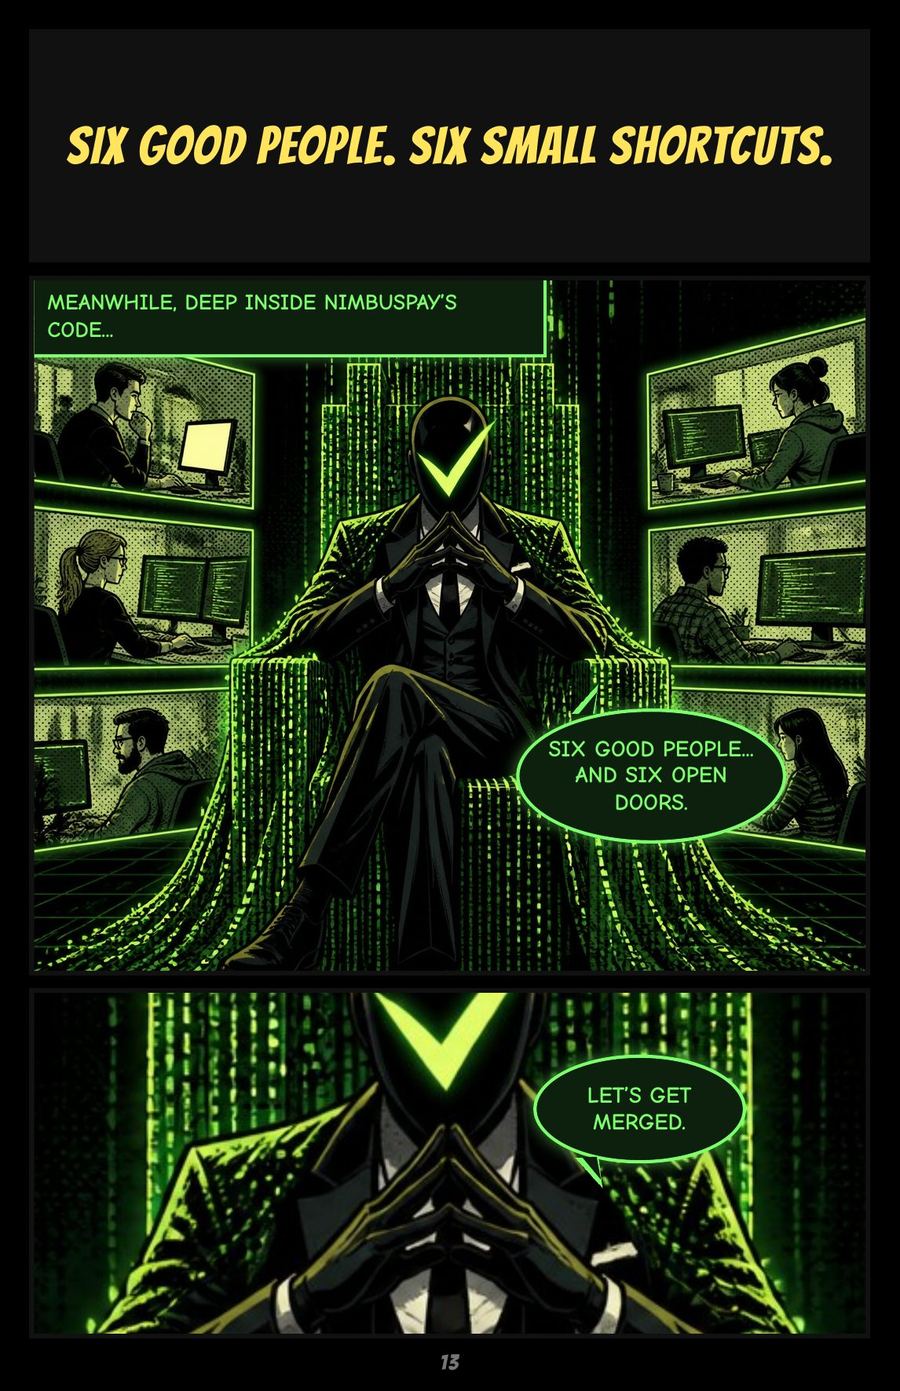 SIX GOOD PEOPLE. SIX SMALL SHORTCUTS.
MEANWHILE, DEEP INSIDE NIMBUSPAY'S
CODE...
SIX GOOD PEOPLE...
AND SIX OPEN
DOORS.
LET'S GET
MERGED.
13